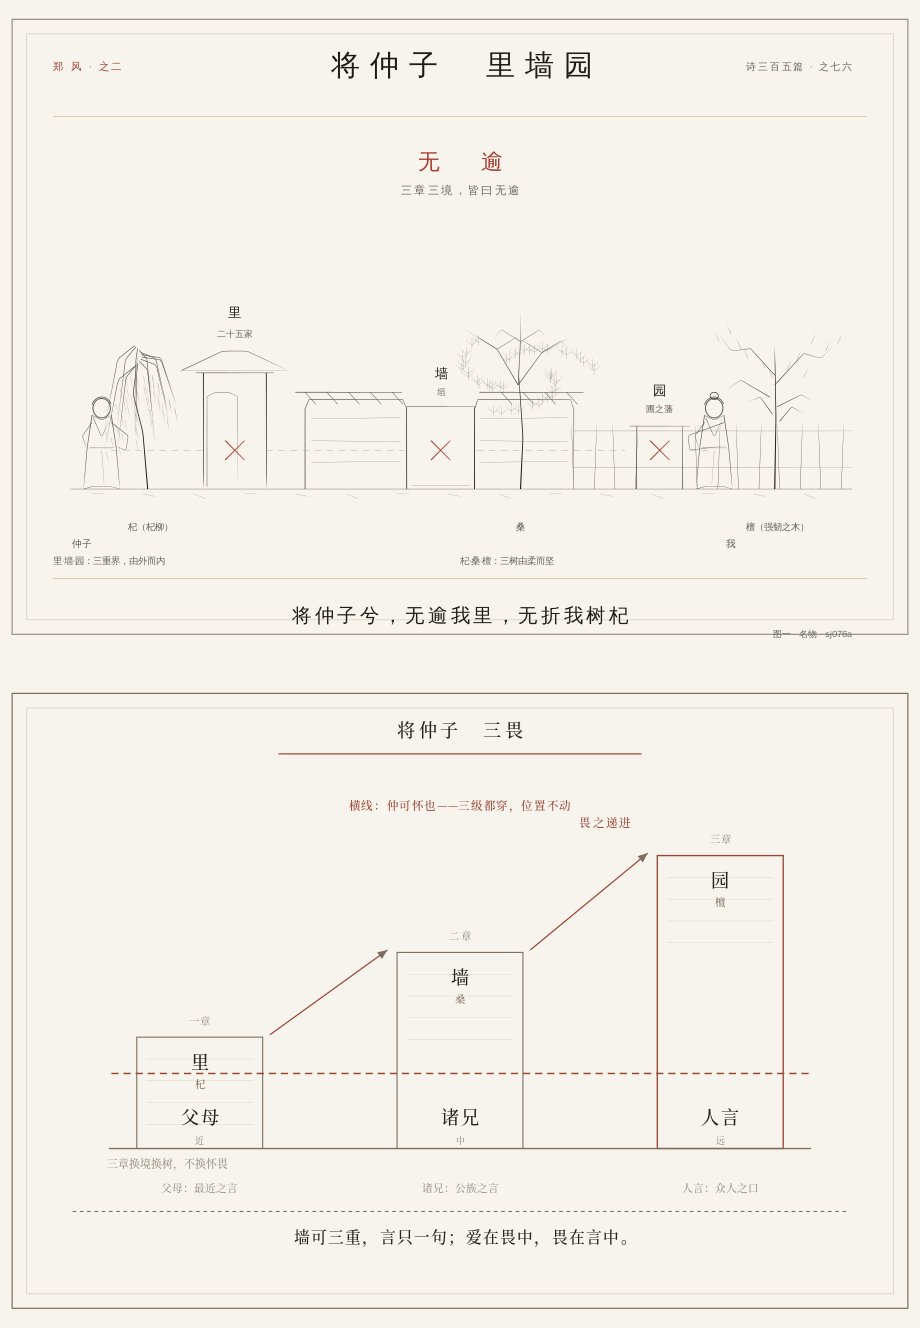 郑 风 · 之二
将仲子 里墙园
诗三百五篇 · 之七六
无 逾
三章三境，皆曰无逾
里
二十五家
墙
垣
园
圃之藩
杞（杞柳）
桑
檀（强韧之木）
仲子
我
里·墙·园：三重界，由外而内
杞·桑·檀：三树由柔而坚
将仲子兮，无逾我里，无折我树杞
图一 · 名物 · sj076a
将仲子 三畏
横线：仲可怀也——三级都穿，位置不动
畏之递进
三章
园
檀
二章
墙
桑
一章
里
杞
父母
诸兄
人言
近
中
远
三章换境换树，不换怀畏
父母：最近之言
诸兄：公族之言
人言：众人之口
墙可三重，言只一句；爱在畏中，畏在言中。